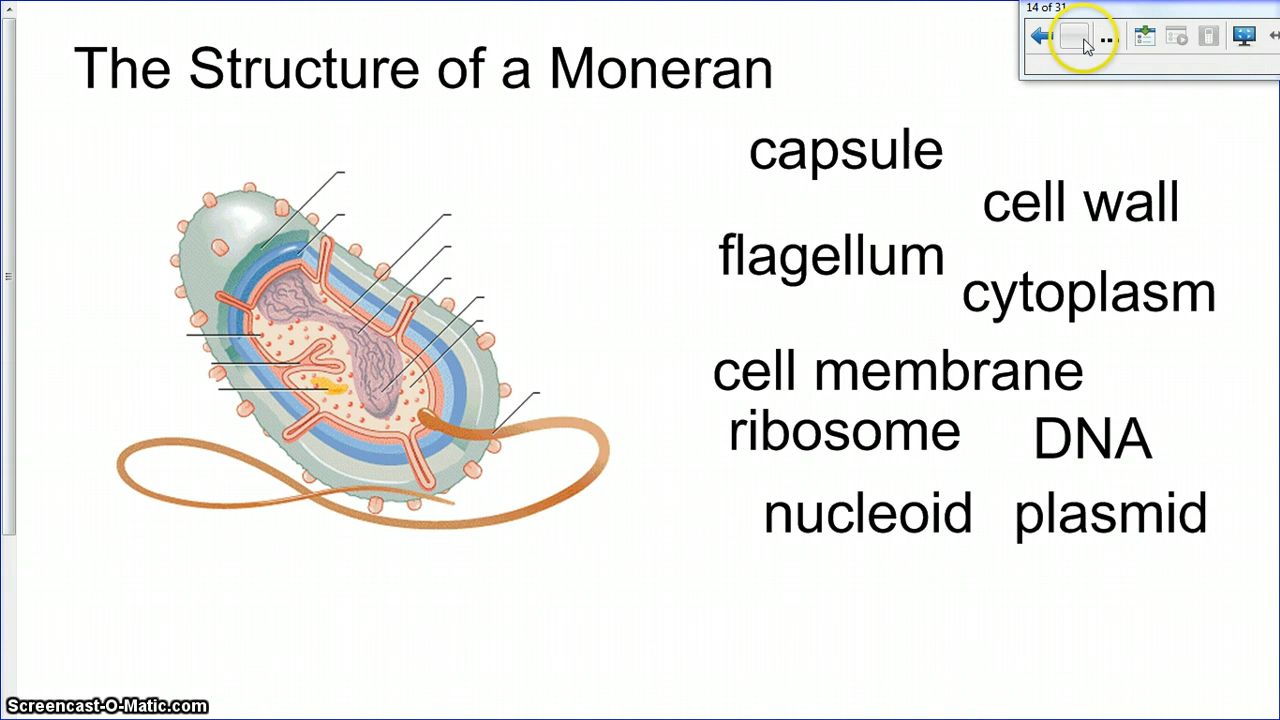 14 of 31
The Structure of a Moneran
capsule
cell wall
flagellum
cytoplasm
cell membrane
ribosome
DNA
nucleoid
plasmid
Screencast-O-Matic.com